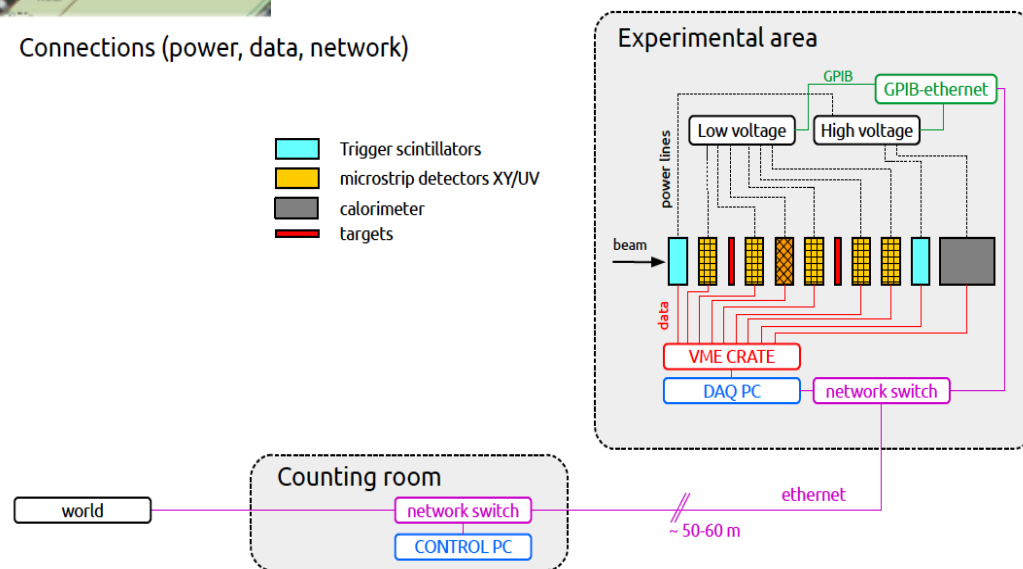 Connections (power, data, network)
Trigger scintillators
microstrip detectors XY/UV
calorimeter
targets
Experimental area
GPIB
GPIB-ethernet
Low voltage
High voltage
power lines
beam
data
VME CRATE
DAQ PC
network switch
Counting room
world
network switch
CONTROL PC
ethernet
~ 50-60 m